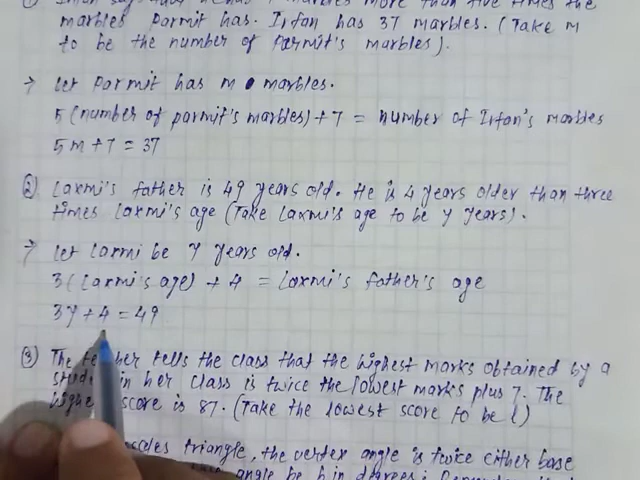 marbles more than five times the
marbles Parmit has. Irfan has 37 marbles. (Take m
to be the number of Parmit's marbles).
→ Let Parmit has m marbles.
5 (number of parmit's marbles) + 7 = number of Irfan's marbles
5m + 7 = 37
② Laxmi's father is 49 years old. He is 4 years older than three
times Laxmi's age (Take Laxmi's age to be y years).
→ Let Laxmi be y years old.
3 (Laxmi's age) + 4 = Laxmi's father's age
3y + 4 = 49
③ The teacher tells the class that the highest marks obtained by a
in her class is twice the lowest marks plus 7. The
score is 87. (Take the lowest score to be l)
triangle, the vertex angle is twice either base
angle be b in degrees